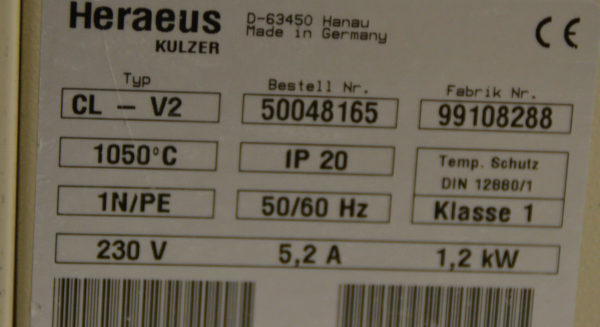 Heraeus D-63450 Hanau
KULZER Made in Germany CE
Typ Bestell Nr. Fabrik Nr.
CL - V2 50048165 99108288
1050°C IP 20 Temp. Schutz
DIN 12880/1
1N/PE 50/60 Hz Klasse 1
230 V 5,2 A 1,2 kW